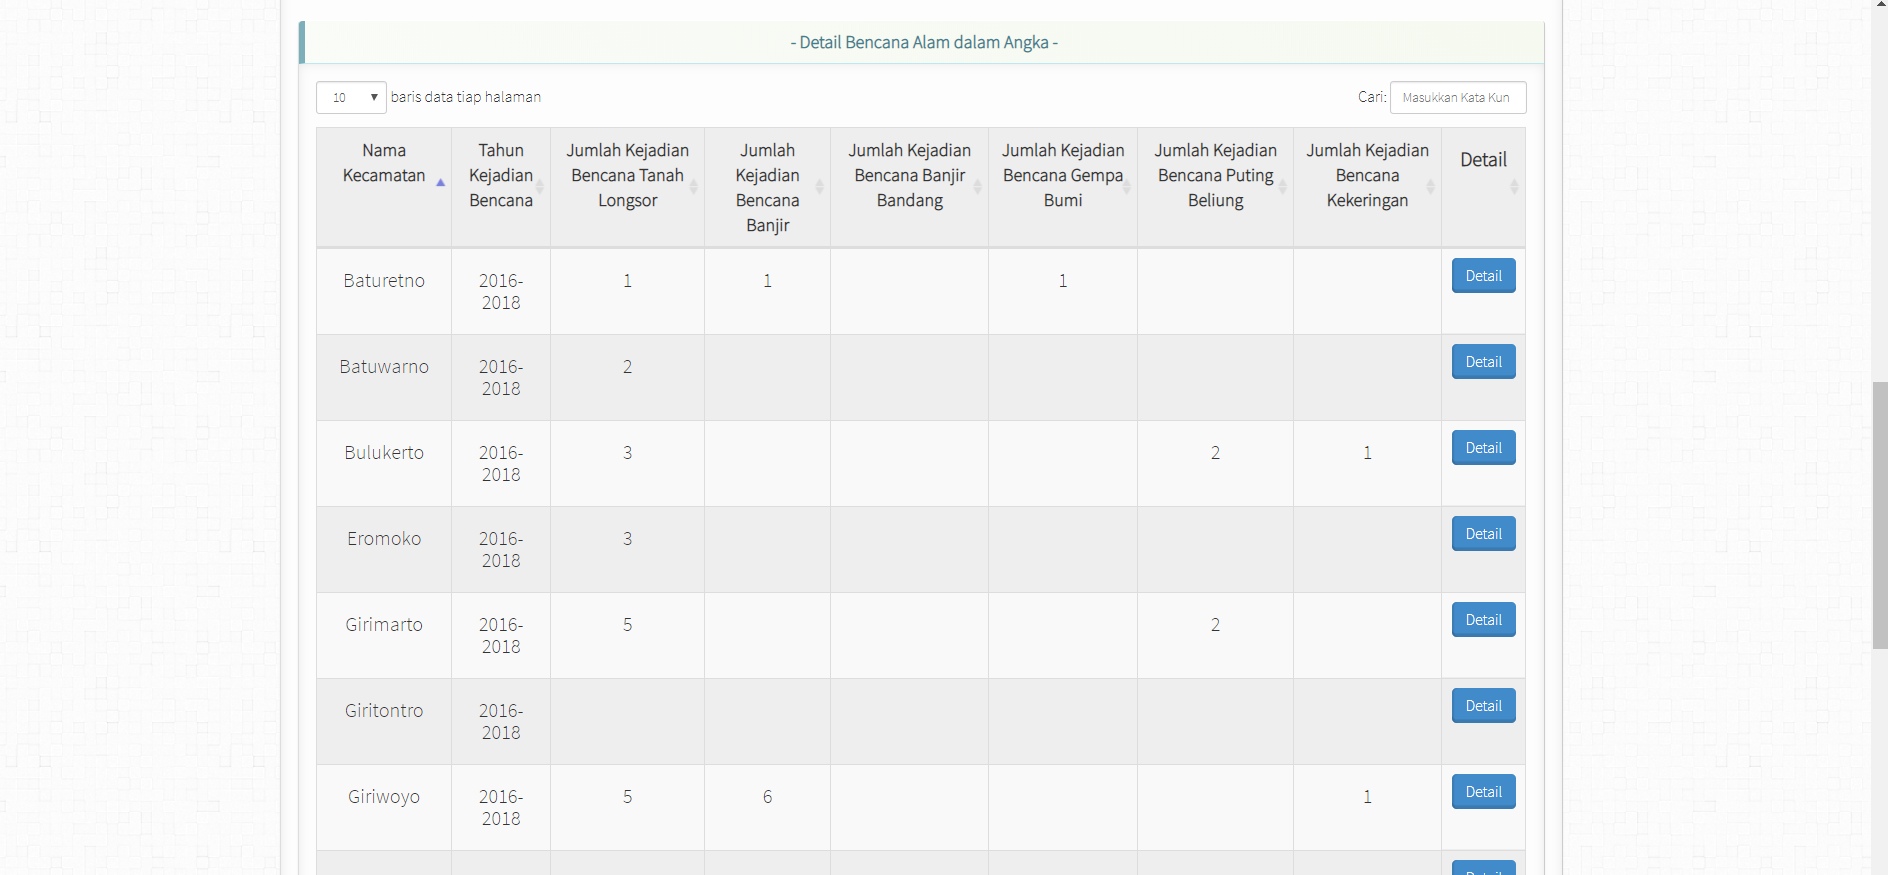 - Detail Bencana Alam dalam Angka -
10 baris data tiap halaman
Cari: Masukkan Kata Kun
Nama
Kecamatan
Tahun
Kejadian
Bencana
Jumlah Kejadian
Bencana Tanah
Longsor
Jumlah
Kejadian
Bencana
Banjir
Jumlah Kejadian
Bencana Banjir
Bandang
Jumlah Kejadian
Bencana Gempa
Bumi
Jumlah Kejadian
Bencana Puting
Beliung
Jumlah Kejadian
Bencana
Kekeringan
Detail
Baturetno
2016-
2018
1
1
1
Detail
Batuwarno
2016-
2018
2
Detail
Bulukerto
2016-
2018
3
2
1
Detail
Eromoko
2016-
2018
3
Detail
Girimarto
2016-
2018
5
2
Detail
Giritontro
2016-
2018
Detail
Giriwoyo
2016-
2018
5
6
1
Detail